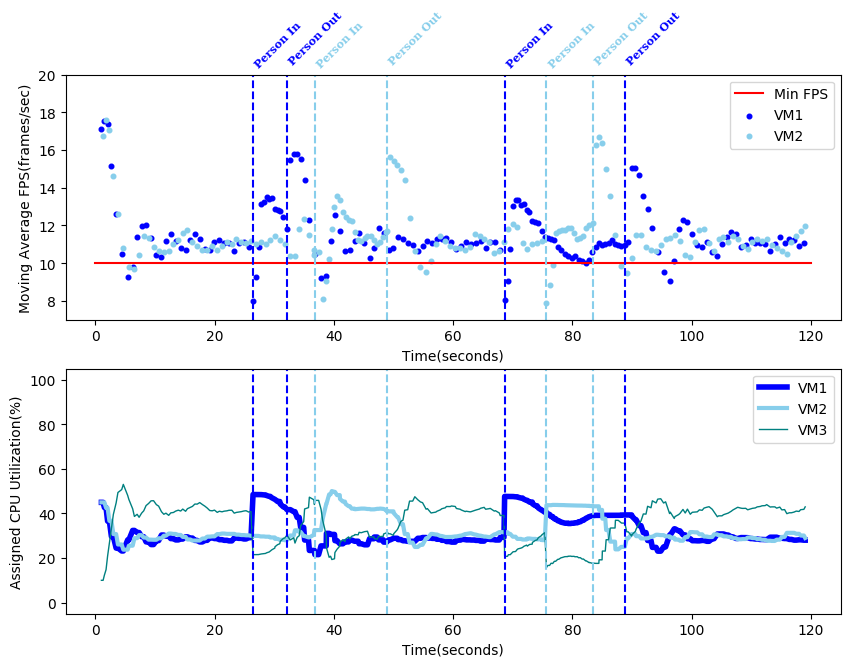 Person In
Person Out
Person In
Person Out
Person In
Person In
Person Out
Person Out
Moving Average FPS(frames/sec)
20
18
16
14
12
10
8
Min FPS
VM1
VM2
0 20 40 60 80 100 120
Time(seconds)
Assigned CPU Utilization(%)
100
80
60
40
20
0
VM1
VM2
VM3
0 20 40 60 80 100 120
Time(seconds)